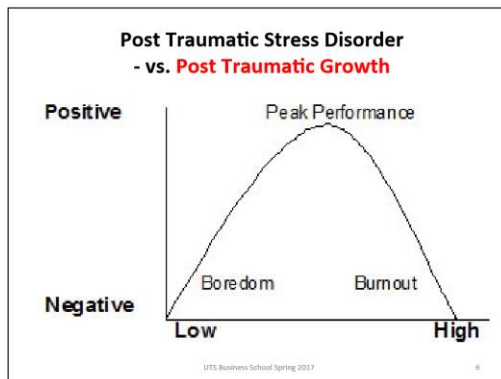 Post Traumatic Stress Disorder
- vs. Post Traumatic Growth
Positive
Peak Performance
Boredom
Burnout
Negative
Low
High
UTS Business School Spring 2017
6